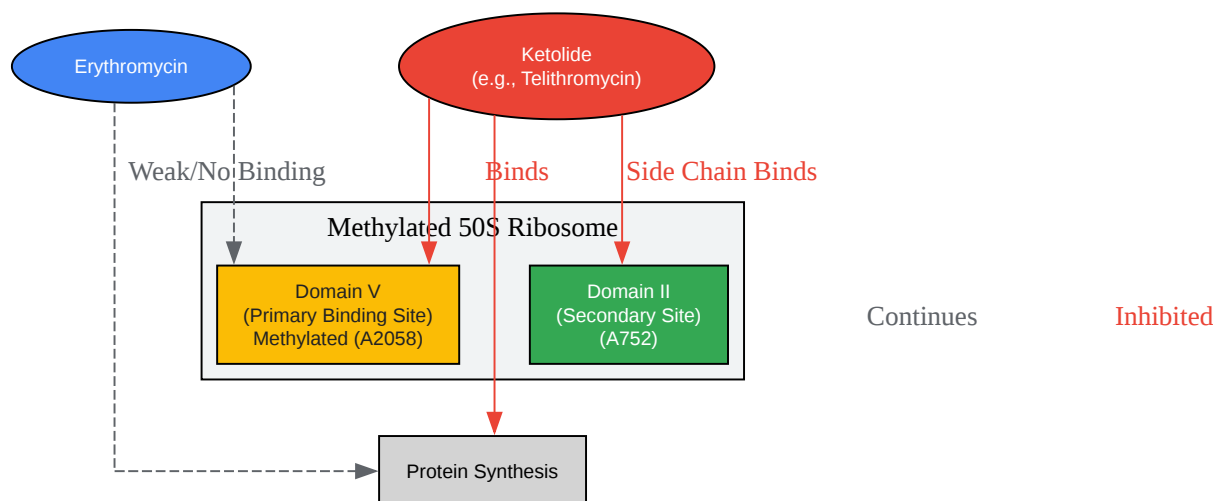 Erythromycin
Ketolide
(e.g., Telithromycin)
Weak/No Binding
Binds
Side Chain Binds
Methylated 50S Ribosome
Domain V
(Primary Binding Site)
Methylated (A2058)
Domain II
(Secondary Site)
(A752)
Continues
Inhibited
Protein Synthesis